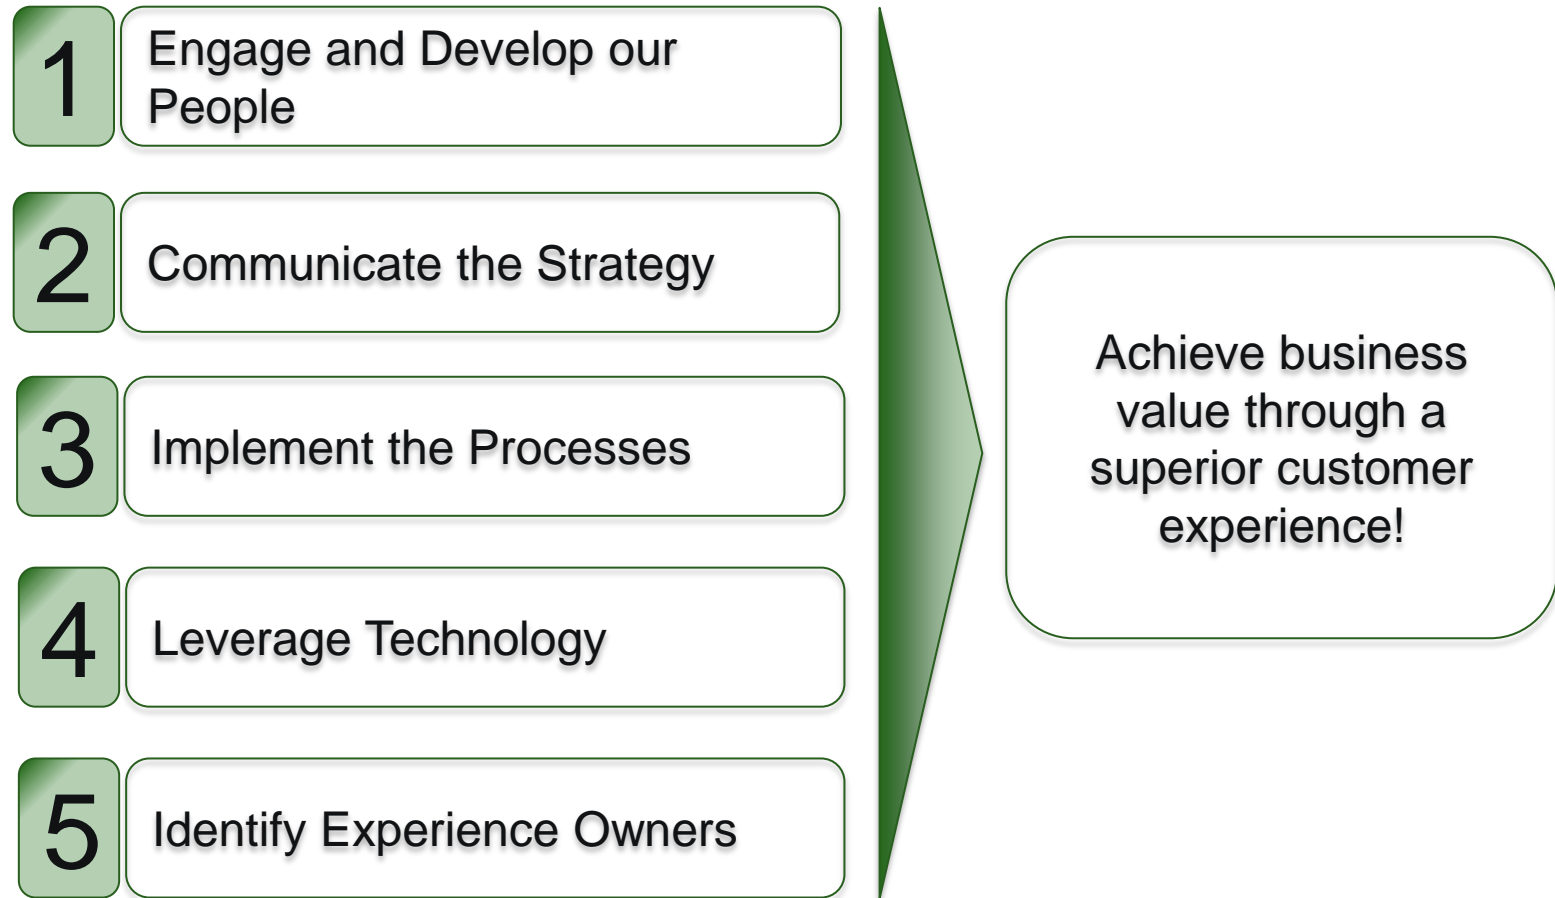 1
Engage and Develop our
People
2
Communicate the Strategy
3
Implement the Processes
4
Leverage Technology
5
Identify Experience Owners
Achieve business
value through a
superior customer
experience!